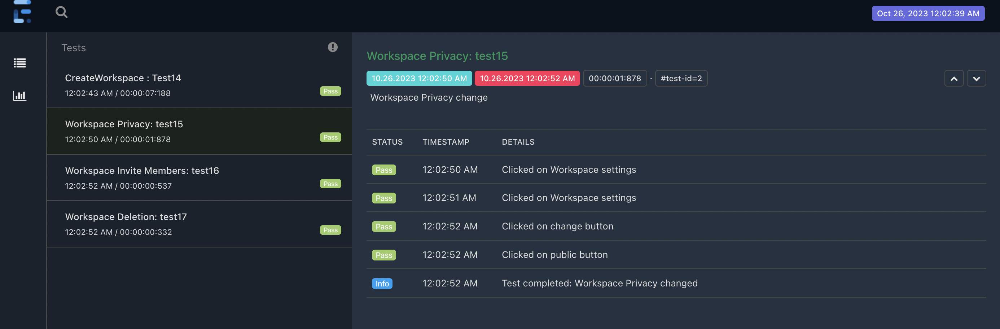 Oct 26, 2023 12:02:39 AM
Tests
CreateWorkspace : Test14
12:02:43 AM / 00:00:07:188
Pass
Workspace Privacy: test15
12:02:50 AM / 00:00:01:878
Pass
Workspace Invite Members: test16
12:02:52 AM / 00:00:00:537
Pass
Workspace Deletion: test17
12:02:52 AM / 00:00:00:332
Pass
Workspace Privacy: test15
10.26.2023 12:02:50 AM 10.26.2023 12:02:52 AM 00:00:01:878 · #test-id=2
Workspace Privacy change
STATUS TIMESTAMP DETAILS
Pass 12:02:50 AM Clicked on Workspace settings
Pass 12:02:51 AM Clicked on Workspace settings
Pass 12:02:52 AM Clicked on change button
Pass 12:02:52 AM Clicked on public button
Info 12:02:52 AM Test completed: Workspace Privacy changed